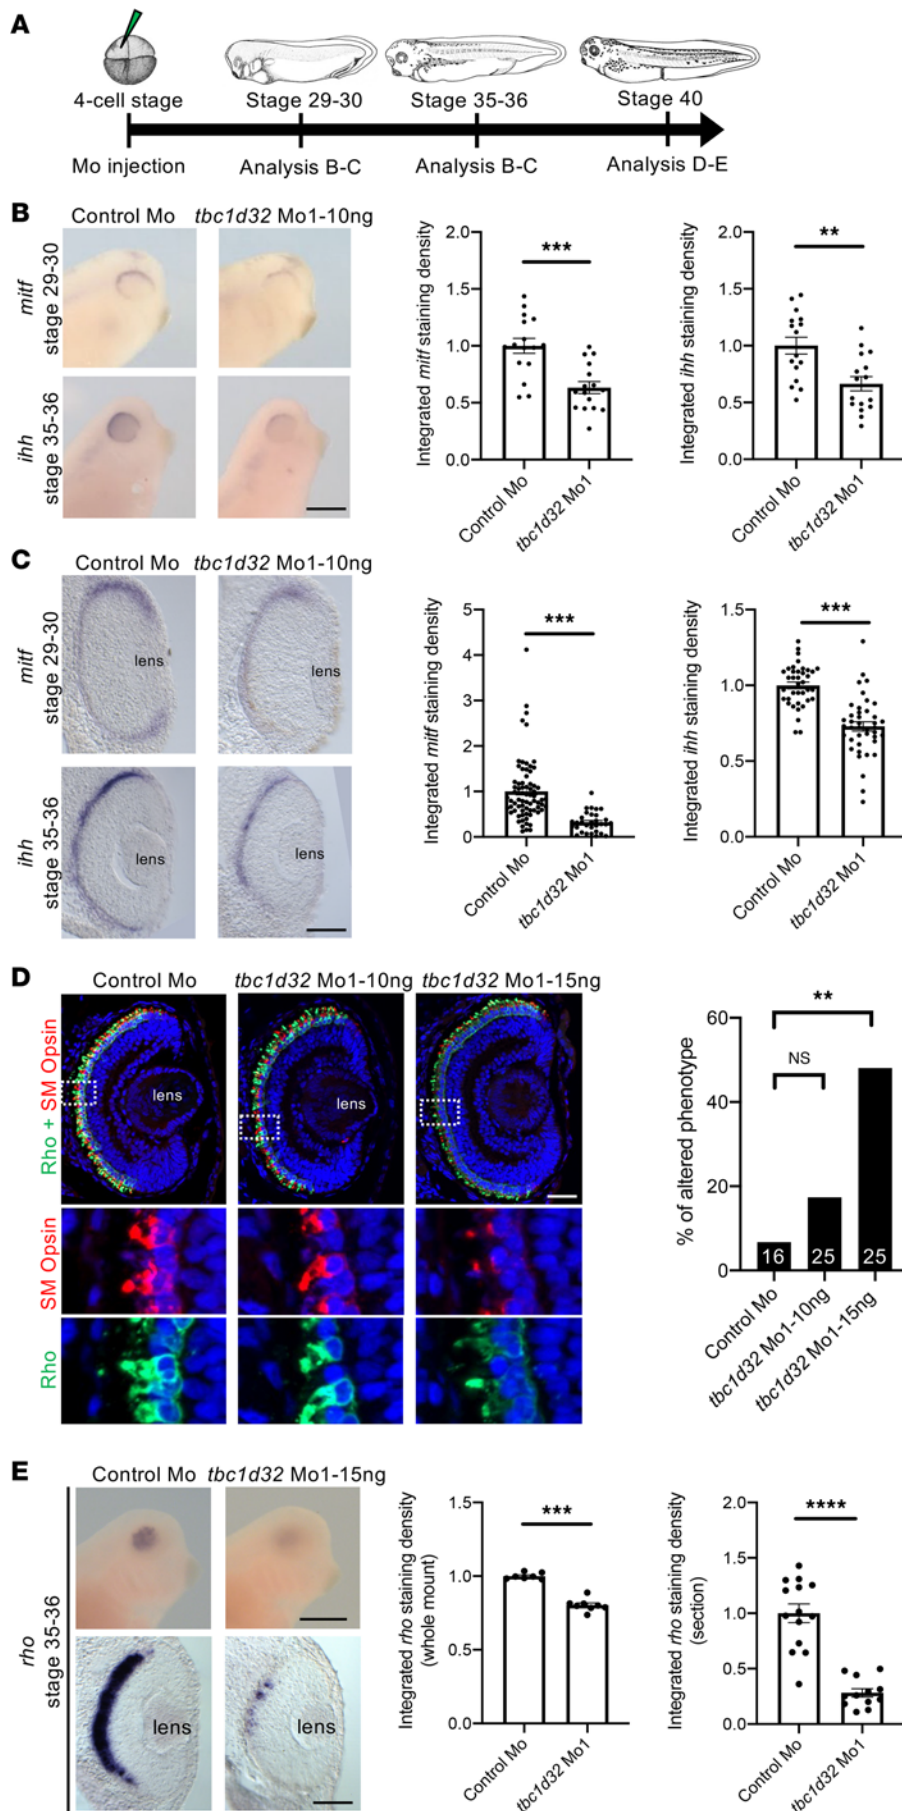 A
4-cell stage
Stage 29-30
Stage 35-36
Stage 40
Mo injection
Analysis B-C
Analysis B-C
Analysis D-E
B
Control Mo
tbc1d32 Mo1-10ng
mitf
stage 29-30
ihh
stage 35-36
Integrated mitf staining density
2.0
1.5
1.0
0.5
0.0
***
Control Mo
tbc1d32 Mo1
Integrated ihh staining density
2.0
1.5
1.0
0.5
0.0
**
Control Mo
tbc1d32 Mo1
C
Control Mo
tbc1d32 Mo1-10ng
mitf
stage 29-30
lens
lens
ihh
stage 35-36
lens
lens
Integrated mitf staining density
5
4
3
2
1
0
***
Control Mo
tbc1d32 Mo1
Integrated ihh staining density
1.5
1.0
0.5
0
***
Control Mo
tbc1d32 Mo1
D
Control Mo
tbc1d32 Mo1-10ng
tbc1d32 Mo1-15ng
Rho + SM Opsin
lens
lens
SM Opsin
Rho
% of altered phenotype
60
40
20
0
**
NS
16
25
25
Control Mo
tbc1d32 Mo1-10ng
tbc1d32 Mo1-15ng
E
Control Mo
tbc1d32 Mo1-15ng
rho
stage 35-36
lens
lens
Integrated rho staining density
(whole mount)
1.5
1.0
0.5
0.0
***
Control Mo
tbc1d32 Mo1
Integrated rho staining density
(section)
2.0
1.5
1.0
0.5
0.0
****
Control Mo
tbc1d32 Mo1